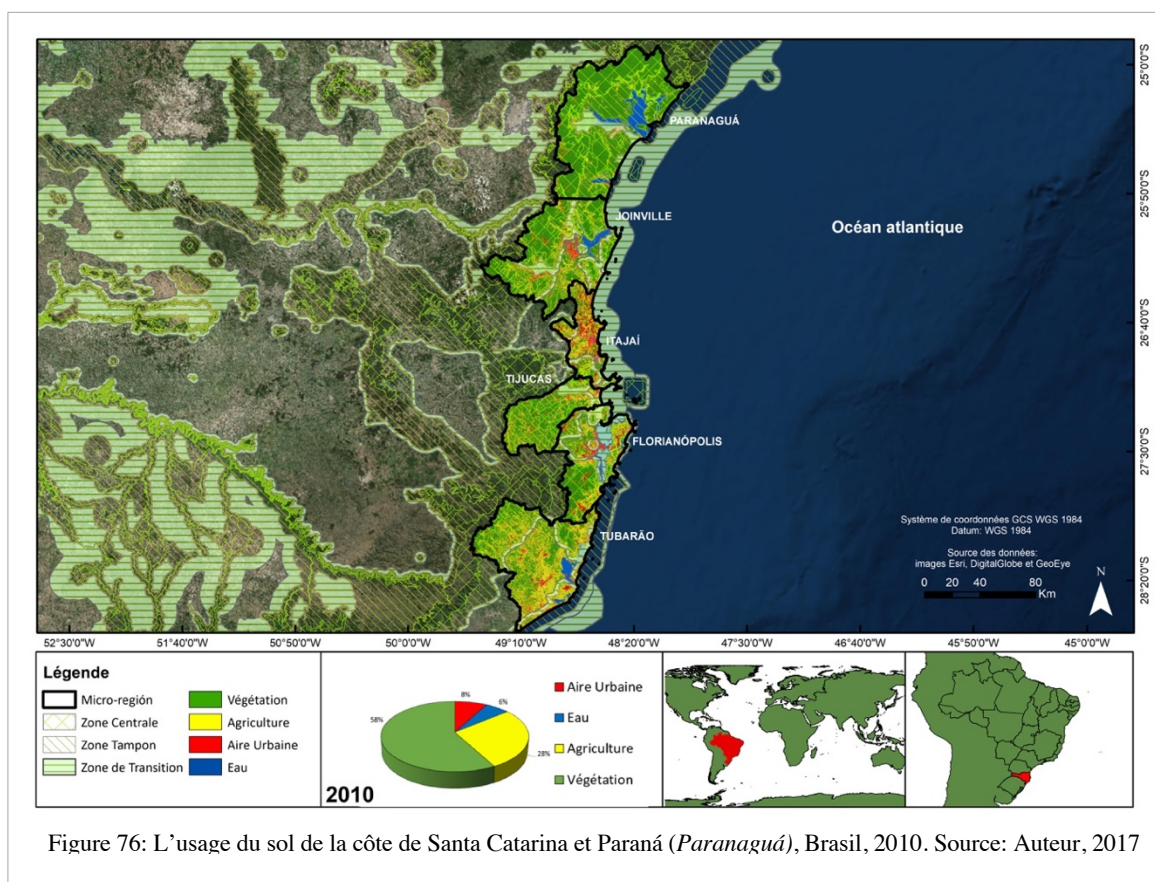 25°0'0"S
PARANAGUÁ
25°50'0"S
JOINVILLE
Océan atlantique
26°40'0"S
ITAJAÍ
TIJUCAS
FLORIANÓPOLIS
27°30'0"S
TUBARÃO
Système de coordonnées GCS WGS 1984
Datum: WGS 1984
Source des données:
images Esri, DigitalGlobe et GeoEye
N
0 20 40 80
Km
28°20'0"S
52°30'0"W 51°40'0"W 50°50'0"W 50°0'0"W 49°10'0"W 48°20'0"W 47°30'0"W 46°40'0"W 45°50'0"W 45°0'0"W
Légende
Micro-región
Végétation
Zone Centrale
Agriculture
Zone Tampon
Aire Urbaine
Zone de Transition
Eau
8%
6%
58%
28%
2010
Aire Urbaine
Eau
Agriculture
Végétation
Figure 76: L'usage du sol de la côte de Santa Catarina et Paraná (Paranaguá), Brasil, 2010. Source: Auteur, 2017